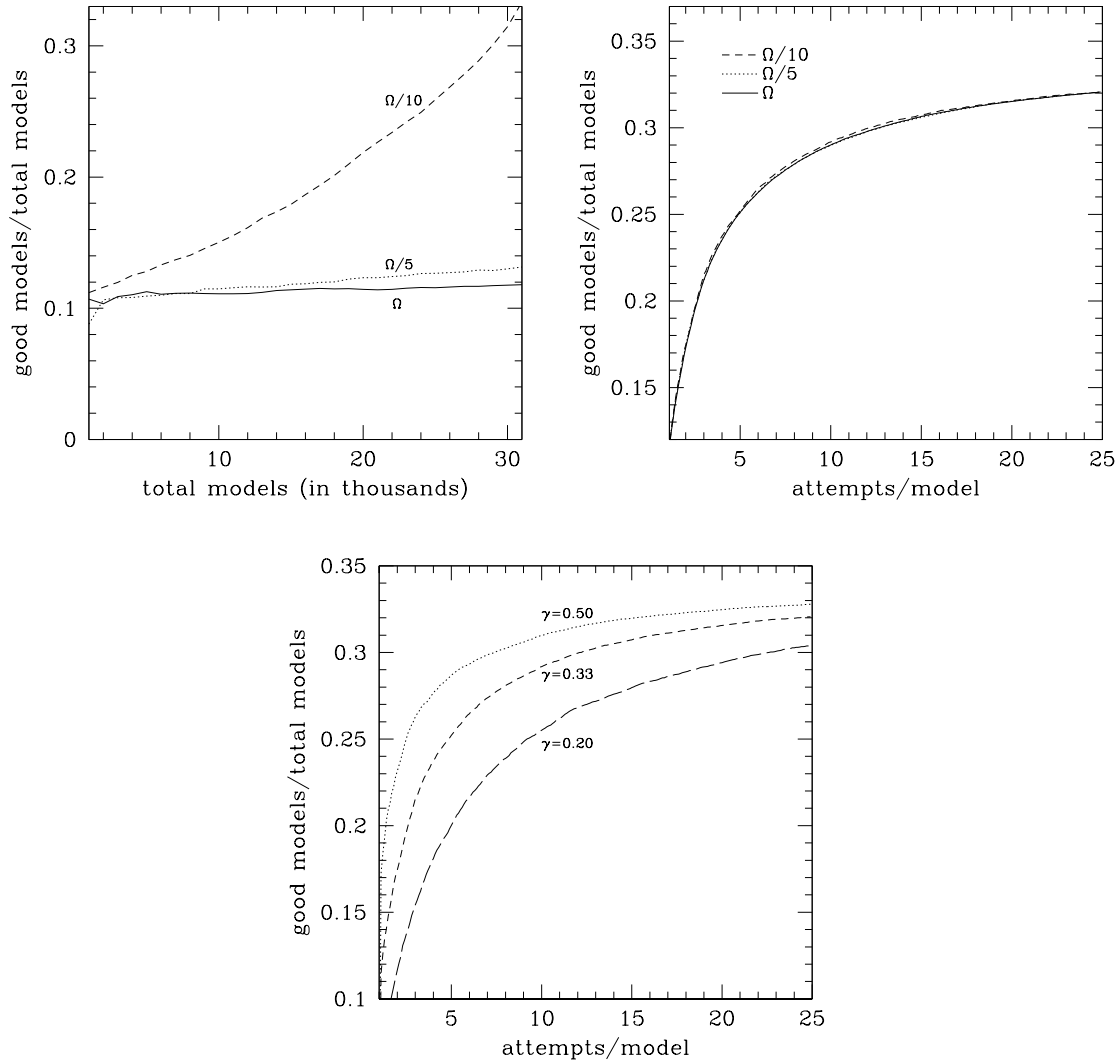 good models/total models
0.3
0.2
0.1
0
Ω/10
Ω/5
Ω
10
20
30
total models (in thousands)
good models/total models
0.35
0.3
0.25
0.2
0.15
Ω/10
Ω/5
Ω
5
10
15
20
25
attempts/model
good models/total models
0.35
0.3
0.25
0.2
0.15
0.1
γ=0.50
γ=0.33
γ=0.20
5
10
15
20
25
attempts/model